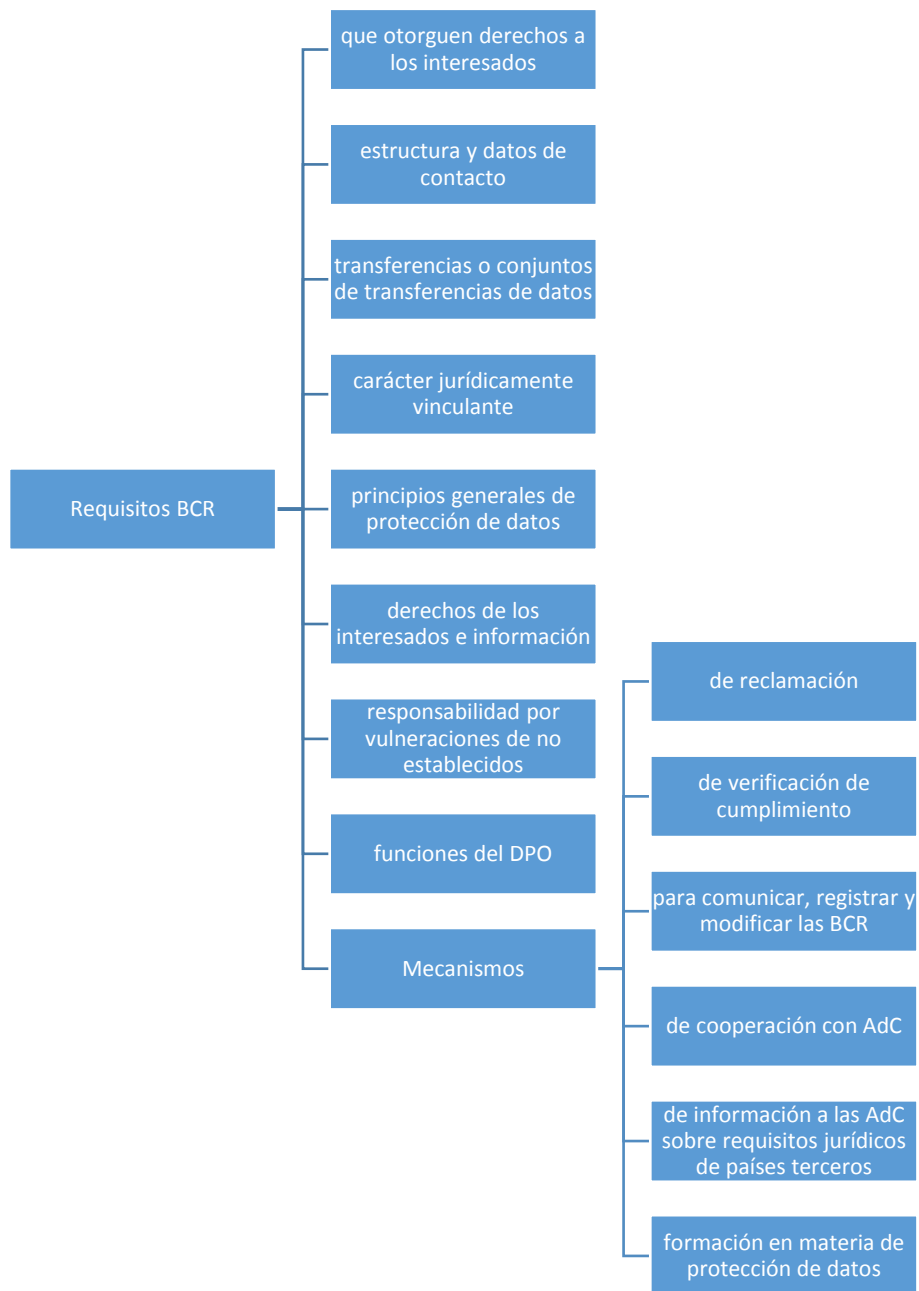 que otorguen derechos a
los interesados
estructura y datos de
contacto
transferencias o conjuntos
de transferencias de datos
carácter jurídicamente
vinculante
Requisitos BCR
principios generales de
protección de datos
derechos de los
interesados e información
responsabilidad por
vulneraciones de no
establecidos
funciones del DPO
Mecanismos
de reclamación
de verificación de
cumplimiento
para comunicar, registrar y
modificar las BCR
de cooperación con AdC
de información a las AdC
sobre requisitos jurídicos
de países terceros
formación en materia de
protección de datos